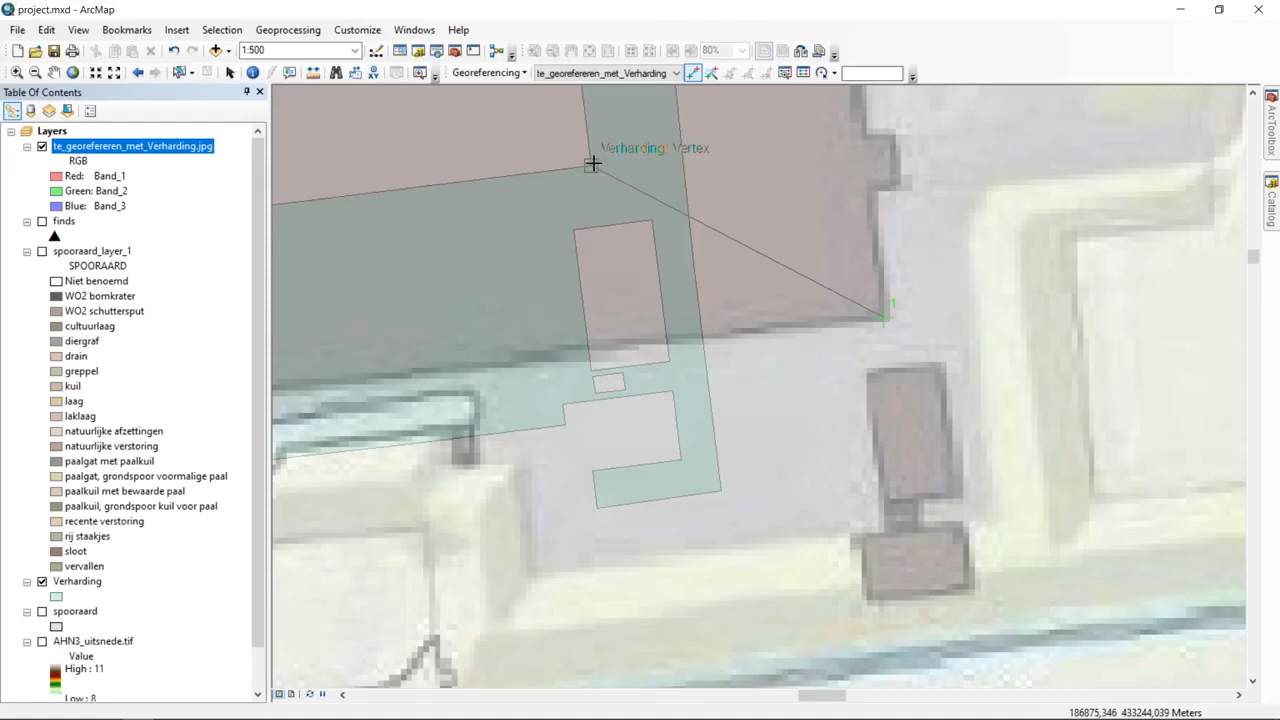 project.mxd - ArcMap
File Edit View Bookmarks Insert Selection Geoprocessing Customize Windows Help
1:500
80%
Georeferencing
te_georefereren_met_Verharding
Table Of Contents
Layers
te_georefereren_met_Verharding.jpg
RGB
Red: Band_1
Green: Band_2
Blue: Band_3
finds
spooraard_layer_1
SPOORAARD
Niet benoemd
WO2 bomkrater
WO2 schuttersput
cultuurlaag
diergraf
drain
greppel
kuil
laag
laklaag
natuurlijke afzettingen
natuurlijke verstoring
paalgat met paalkuil
paalgat, grondspoor voormalige paal
paalkuil met bewaarde paal
paalkuil, grondspoor kuil voor paal
recente verstoring
rij staakjes
sloot
vervallen
Verharding
spooraard
AHN3_uitsnede.tif
Value
High : 11
Low : 8
Verharding: Vertex
1
ArcToolbox
Catalog
186875,346 433244,039 Meters